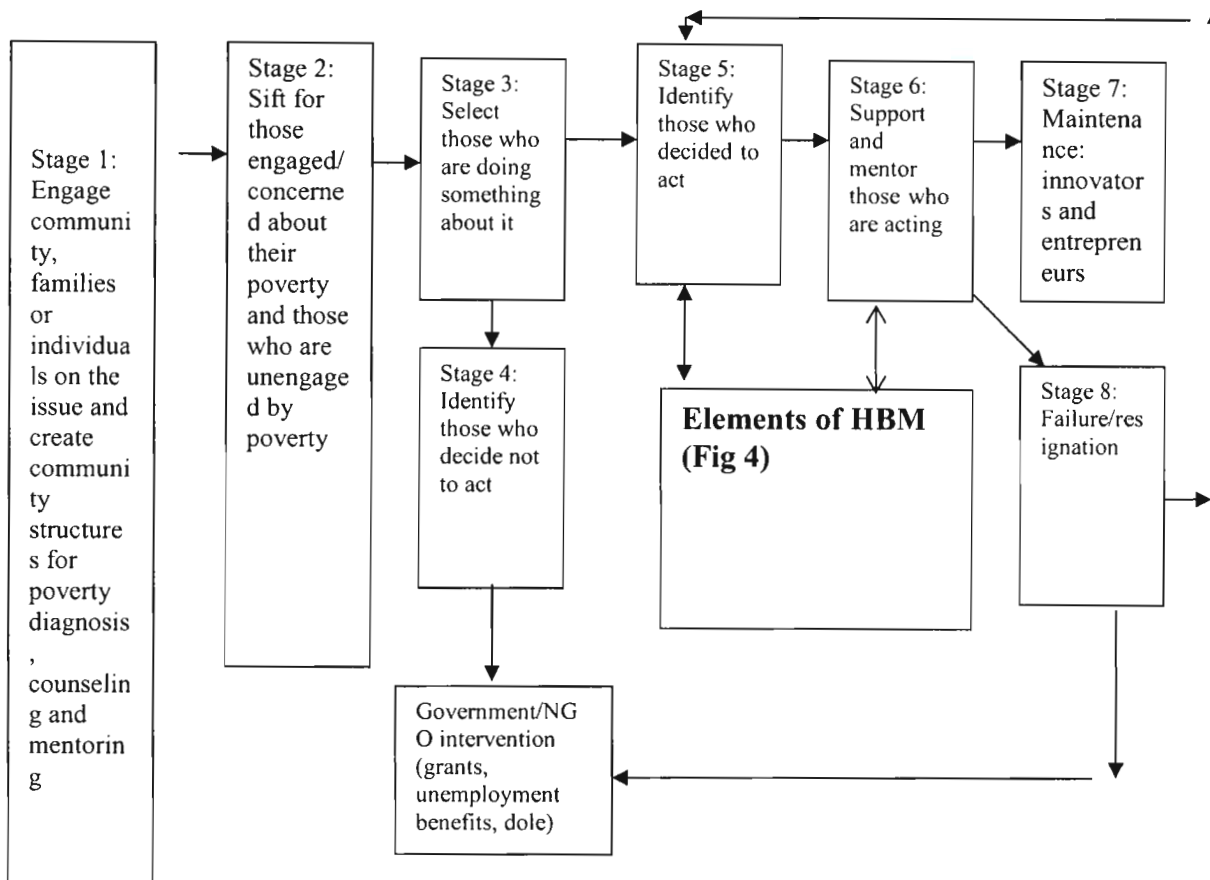 Stage 1:
Engage
communi
ty,
families
or
individua
ls on the
issue and
create
communi
ty
structure
s for
poverty
diagnosis
,
counselin
g and
mentorin
g
Stage 2:
Sift for
those
engaged/
concerne
d about
their
poverty
and those
who are
unengage
d by
poverty
Stage 3:
Select
those who
are doing
something
about it
Stage 4:
Identify
those who
decide not
to act
Government/NG
O intervention
(grants,
unemployment
benefits, dole)
Stage 5:
Identify
those who
decided to
act
Elements of HBM
(Fig 4)
Stage 6:
Support
and
mentor
those who
are acting
Stage 7:
Maintena
nce:
innovator
s and
entrepren
eurs
Stage 8:
Failure/res
ignation